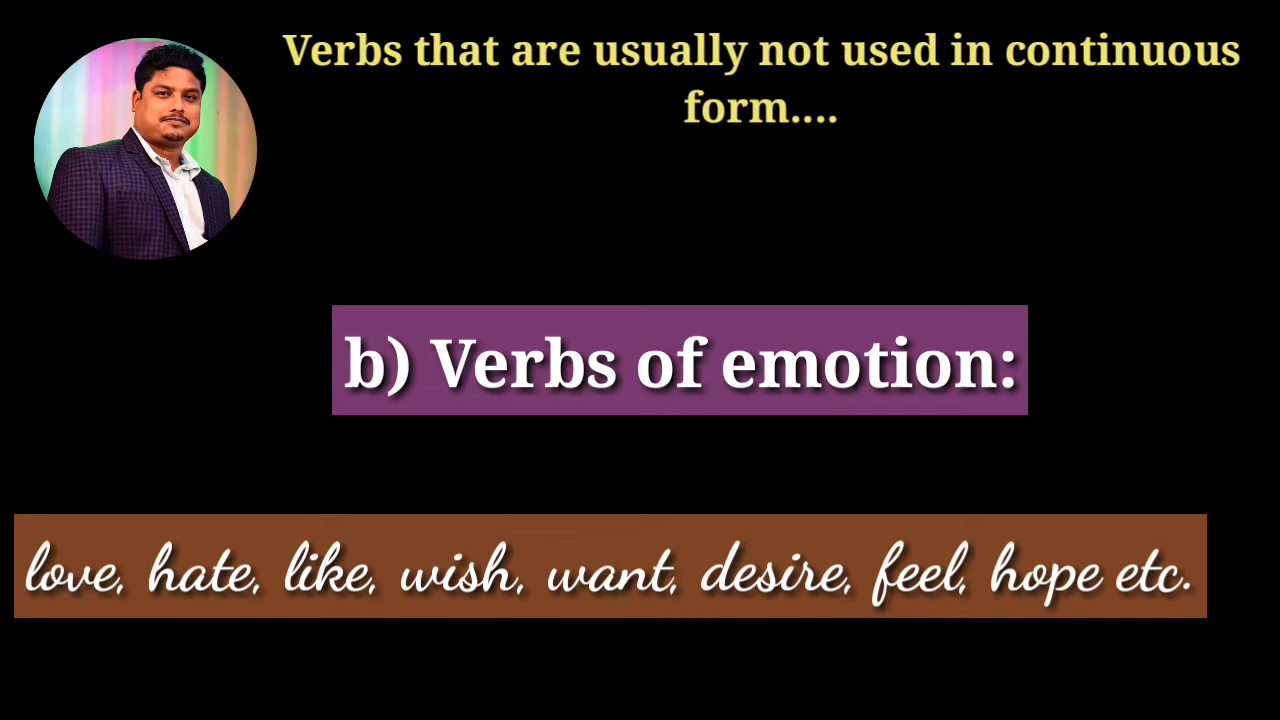 Verbs that are usually not used in continuous
form....
b) Verbs of emotion:
love, hate, like, wish, want, desire, feel, hope etc.